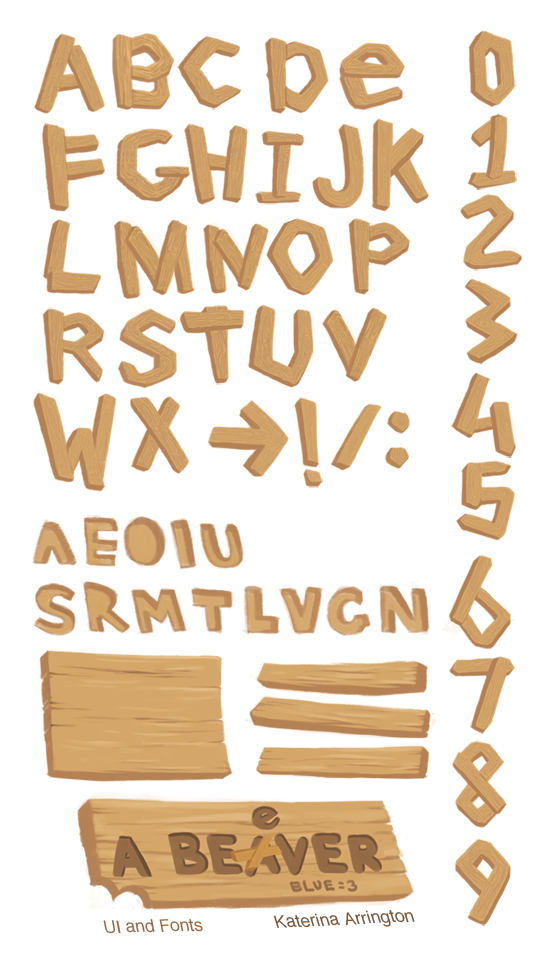 ABCDe
FGHIJK
LMNOP
RSTUV
WX→!/:
AEOIU
SRMTLVGN
0
1
2
3
4
5
6
7
8
9
e
A BEAVER
BLUE=3
UI and Fonts
Katerina Arrington